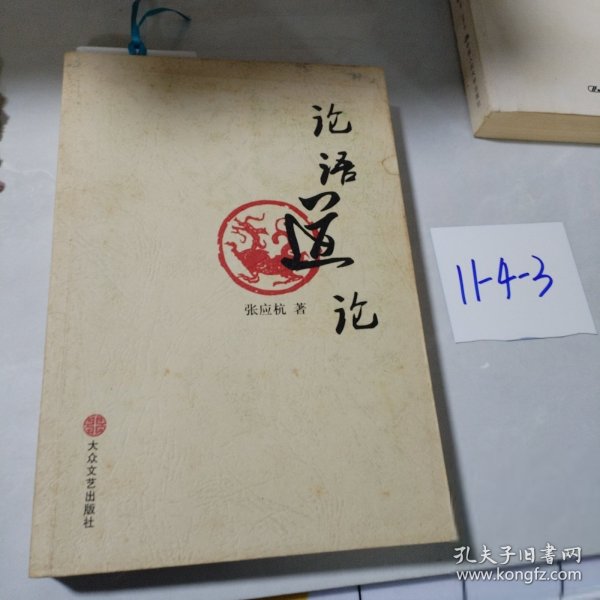 论语道论
张应杭 著
大众文艺出版社
11-4-3
孔夫子旧书网
www.kongfz.com